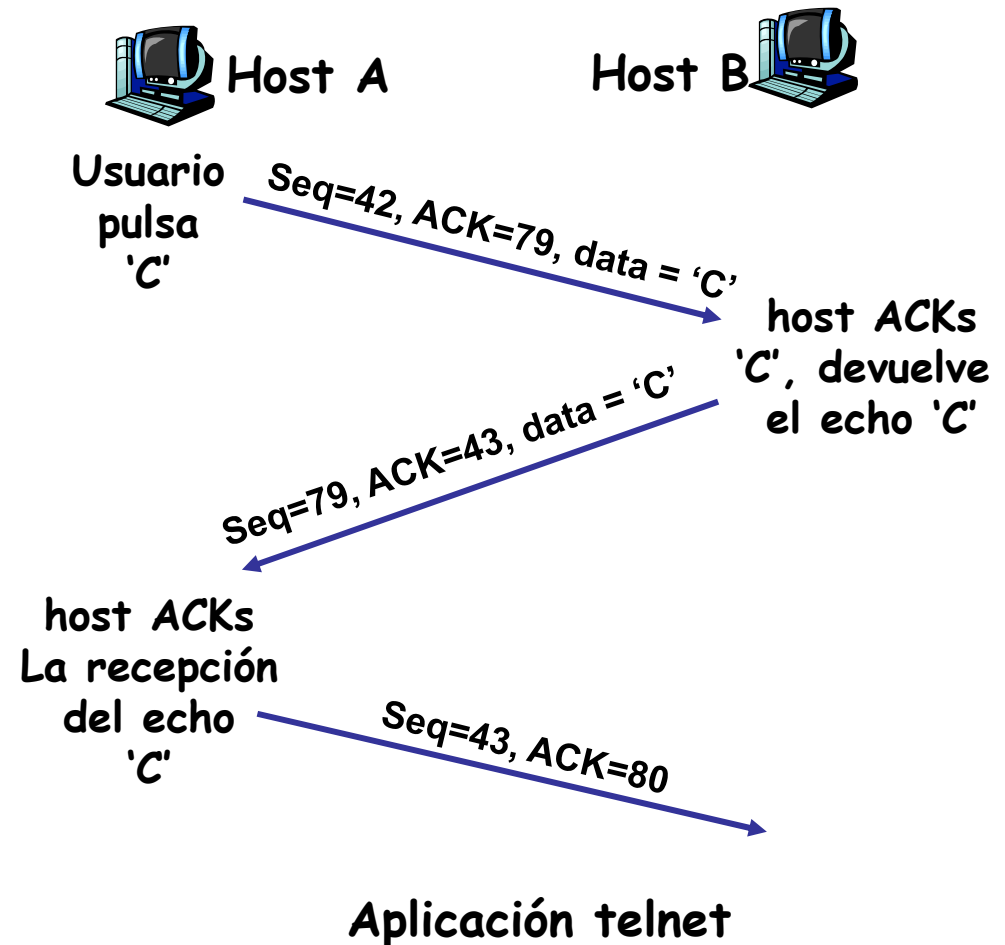 Host A
Host B
Usuario
pulsa
‘C’
Seq=42, ACK=79, data = ‘C’
host ACKs
‘C’, devuelve
el echo ‘C’
Seq=79, ACK=43, data = ‘C’
host ACKs
La recepción
del echo
‘C’
Seq=43, ACK=80
Aplicación telnet